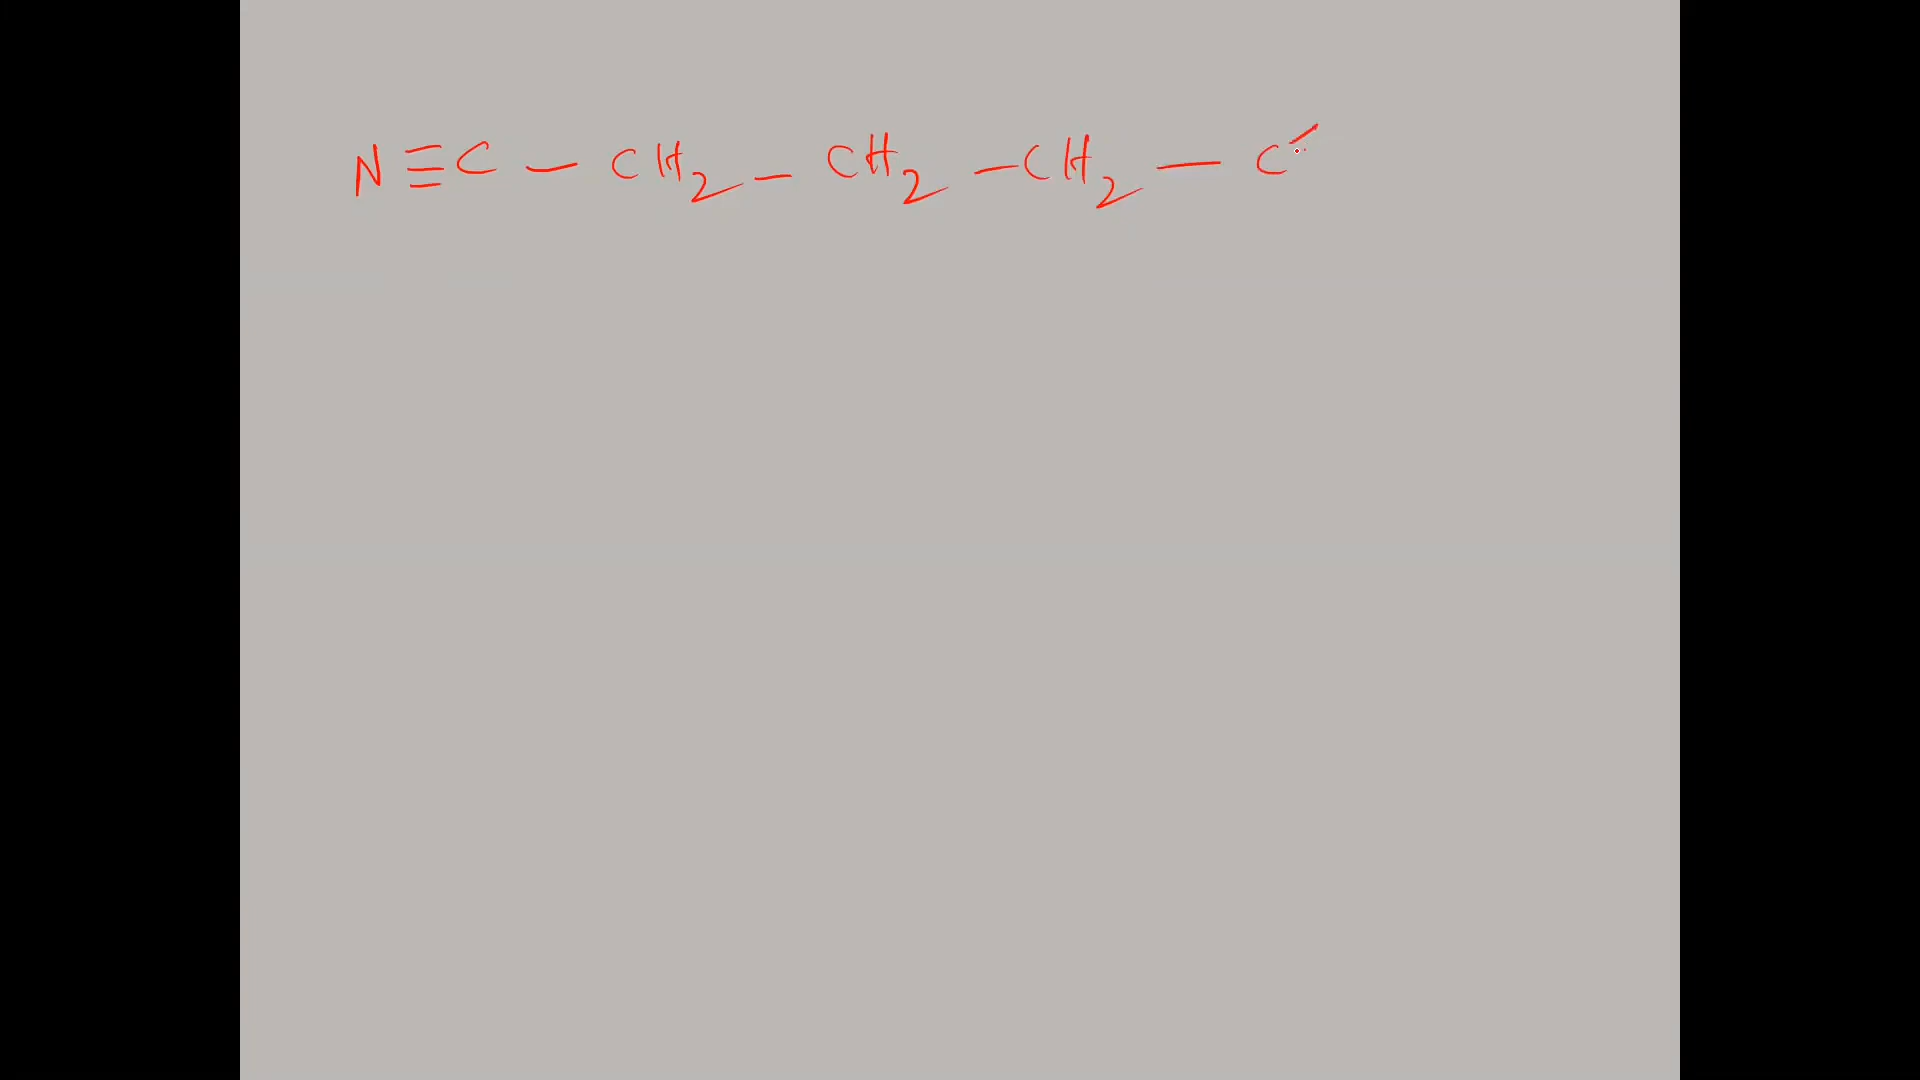 N≡C – CH₂ – CH₂ – CH₂ – C